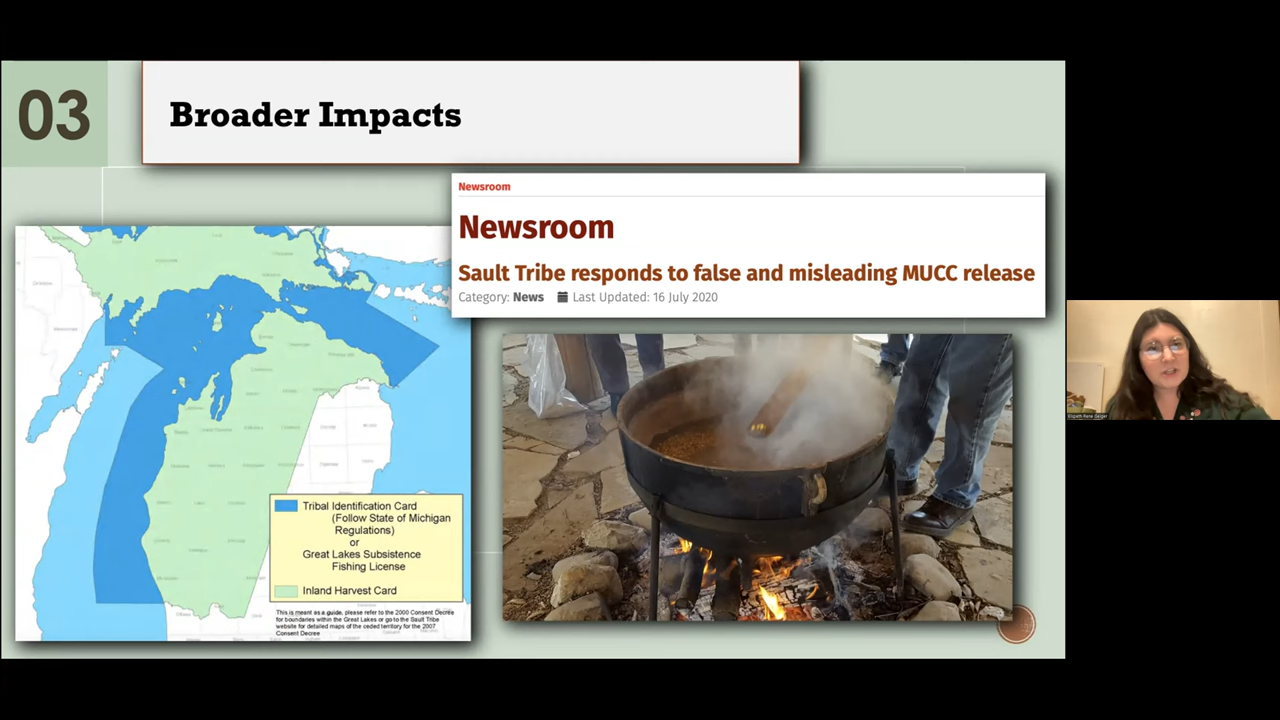 03
Broader Impacts
Newsroom
Newsroom
Sault Tribe responds to false and misleading MUCC release
Category: News Last Updated: 16 July 2020
Tribal Identification Card
(Follow State of Michigan
Regulations)
or
Great Lakes Subsistence
Fishing License
Inland Harvest Card
This is meant as a guide, please refer to the 2000 Consent Decree
for boundaries within the Great Lakes or go to the Sault Tribe
website for detailed maps of the ceded territory for the 2007
Consent Decree